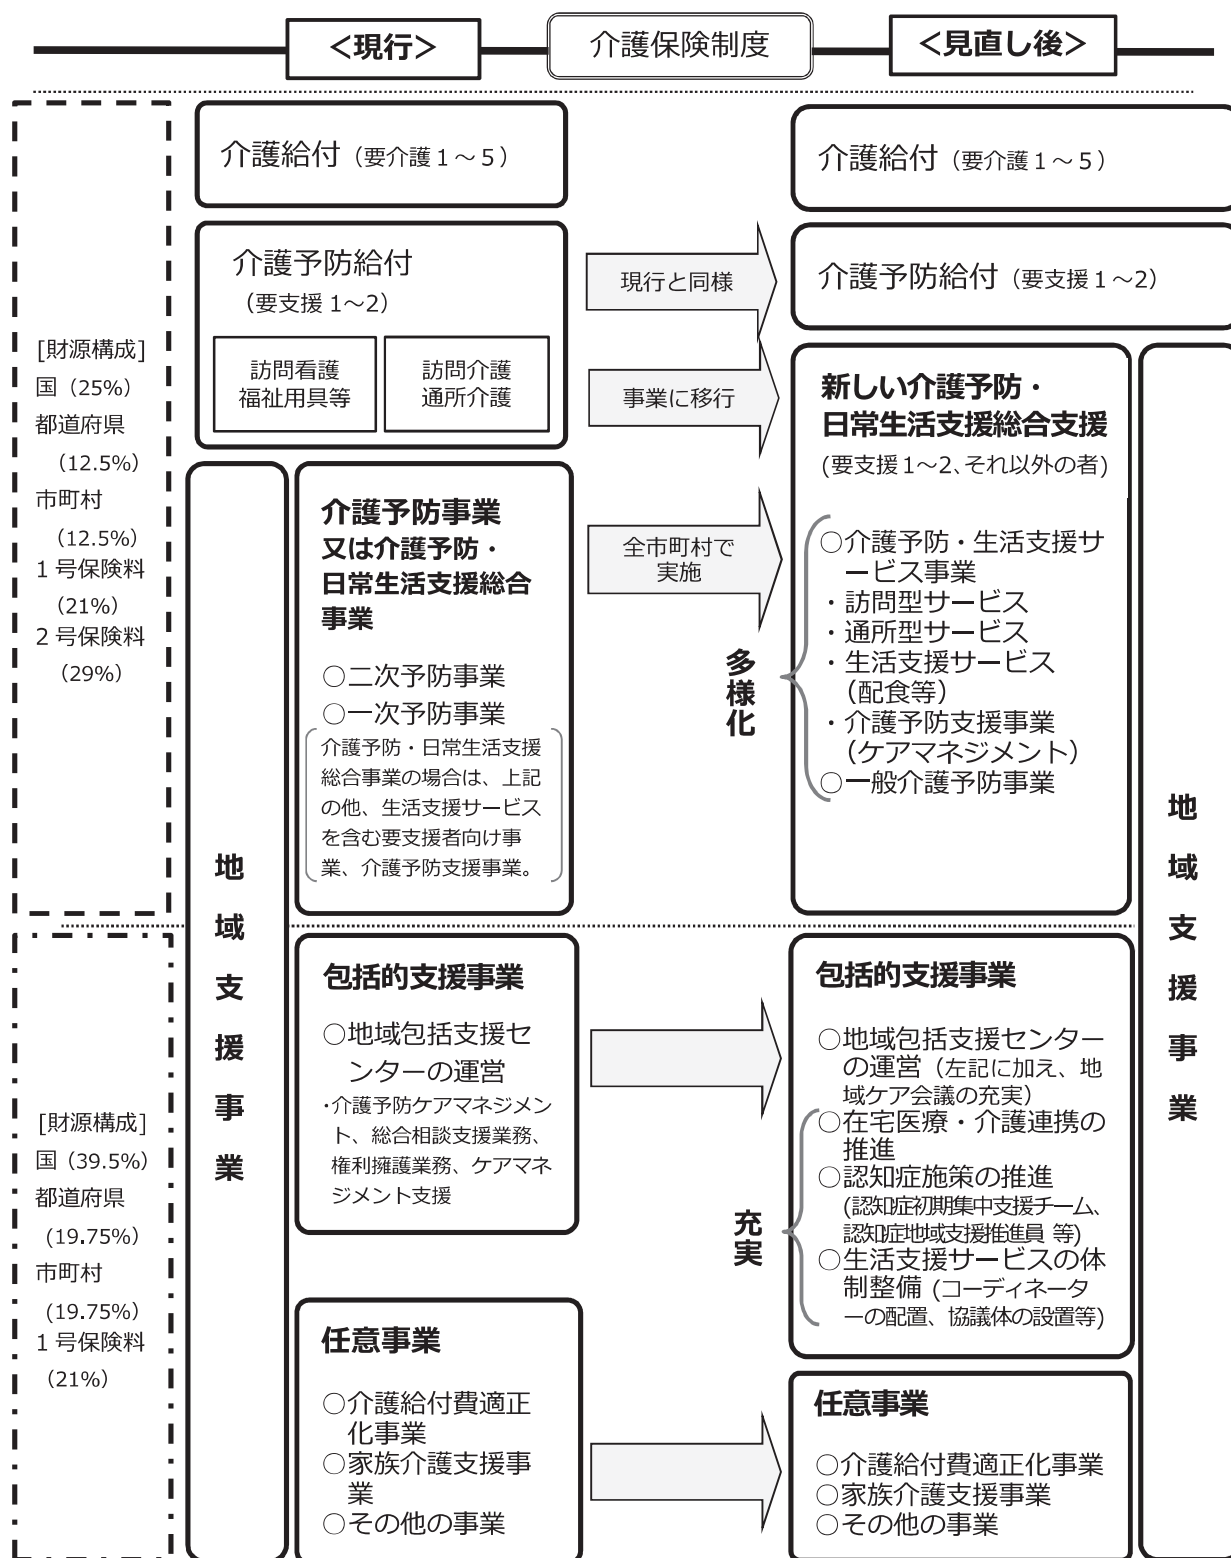 <現行>
介護保険制度
<見直し後>
[財源構成]
国（25%）
都道府県
（12.5%）
市町村
（12.5%）
1号保険料
（21%）
2号保険料
（29%）
介護給付（要介護1～5）
介護予防給付
（要支援1～2）
訪問看護
福祉用具等
訪問介護
通所介護
現行と同様
事業に移行
全市町村で
実施
介護給付（要介護1～5）
介護予防給付（要支援1～2）
新しい介護予防・
日常生活支援総合支援
(要支援1～2、それ以外の者)
○介護予防・生活支援サ
ービス事業
・訪問型サービス
・通所型サービス
・生活支援サービス
（配食等）
・介護予防支援事業
（ケアマネジメント）
○一般介護予防事業
多様化
介護予防事業
又は介護予防・
日常生活支援総合
事業
○二次予防事業
○一次予防事業
介護予防・日常生活支援
総合事業の場合は、上記
の他、生活支援サービス
を含む要支援者向け事
業、介護予防支援事業。
地域支援事業
地域支援事業
[財源構成]
国（39.5%）
都道府県
（19.75%）
市町村
（19.75%）
1号保険料
（21%）
包括的支援事業
○地域包括支援セ
ンターの運営
・介護予防ケアマネジメン
ト、総合相談支援業務、
権利擁護業務、ケアマネ
ジメント支援
包括的支援事業
○地域包括支援センター
の運営（左記に加え、地
域ケア会議の充実）
○在宅医療・介護連携の
推進
○認知症施策の推進
(認知症初期集中支援チーム、
認知症地域支援推進員 等)
○生活支援サービスの体
制整備（コーディネータ
ーの配置、協議体の設置等）
充実
任意事業
○介護給付費適正
化事業
○家族介護支援事
業
○その他の事業
任意事業
○介護給付費適正化事業
○家族介護支援事業
○その他の事業